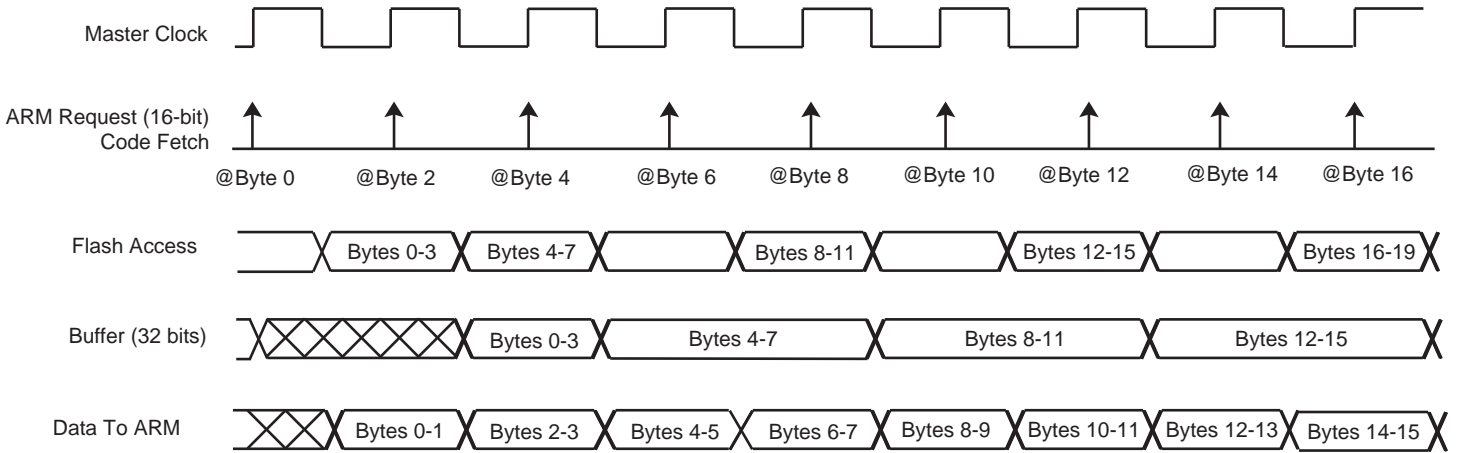 Master Clock
ARM Request (16-bit)
Code Fetch
@Byte 0 @Byte 2 @Byte 4 @Byte 6 @Byte 8 @Byte 10 @Byte 12 @Byte 14 @Byte 16
Flash Access Bytes 0-3 Bytes 4-7 Bytes 8-11 Bytes 12-15 Bytes 16-19
Buffer (32 bits) Bytes 0-3 Bytes 4-7 Bytes 8-11 Bytes 12-15
Data To ARM Bytes 0-1 Bytes 2-3 Bytes 4-5 Bytes 6-7 Bytes 8-9 Bytes 10-11 Bytes 12-13 Bytes 14-15